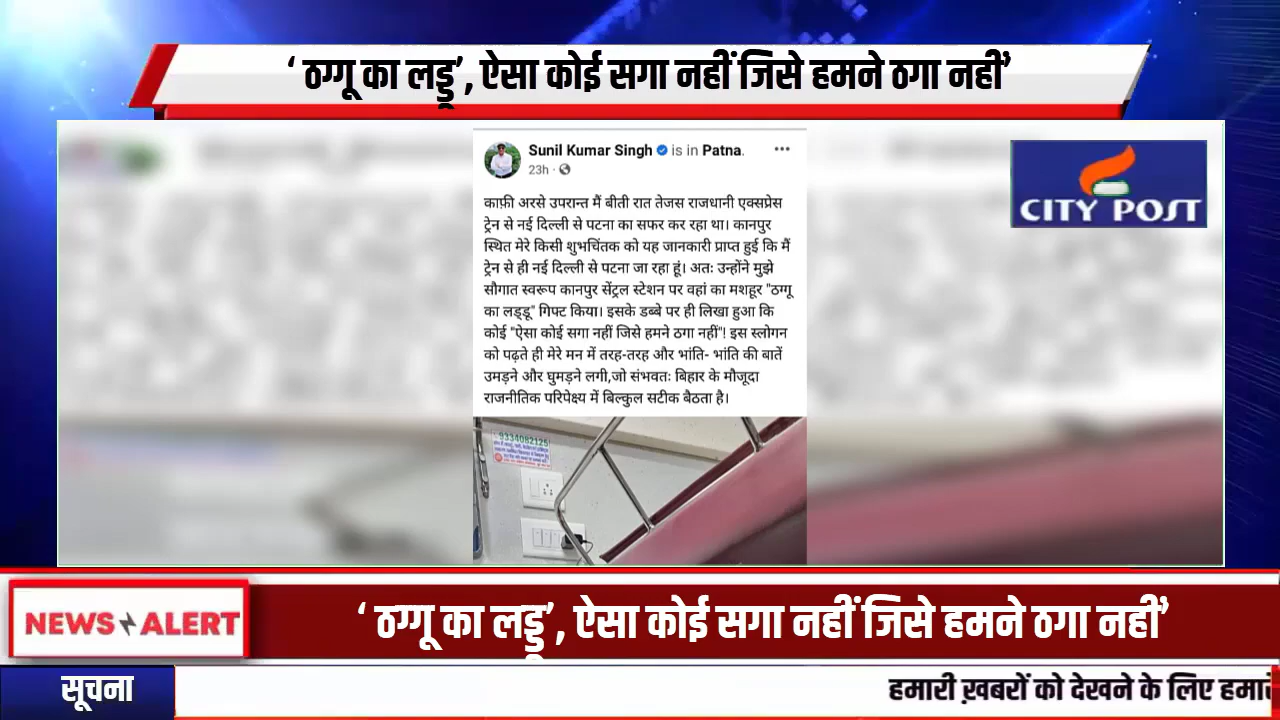 ‘ ठग्गू का लड्डू’, ऐसा कोई सगा नहीं जिसे हमने ठगा नहीं’
CITY POST
Sunil Kumar Singh is in Patna.
23h
काफ़ी अरसे उपरान्त मैं बीती रात तेजस राजधानी एक्सप्रेस
ट्रेन से नई दिल्ली से पटना का सफर कर रहा था। कानपुर
स्थित मेरे किसी शुभचिंतक को यह जानकारी प्राप्त हुई कि मैं
ट्रेन से ही नई दिल्ली से पटना जा रहा हूं। अतः उन्होंने मुझे
सौगात स्वरूप कानपुर सेंट्रल स्टेशन पर वहां का मशहूर "ठग्गू
का लड्डू" गिफ्ट किया। इसके डब्बे पर ही लिखा हुआ कि
कोई "ऐसा कोई सगा नहीं जिसे हमने ठगा नहीं"! इस स्लोगन
को पढ़ते ही मेरे मन में तरह-तरह और भांति- भांति की बातें
उमड़ने और घुमड़ने लगी,जो संभवतः बिहार के मौजूदा
राजनीतिक परिपेक्ष्य में बिल्कुल सटीक बैठता है।
9334082125
NEWS ALERT
‘ ठग्गू का लड्डू’, ऐसा कोई सगा नहीं जिसे हमने ठगा नहीं’
सूचना
हमारी ख़बरों को देखने के लिए हमारे